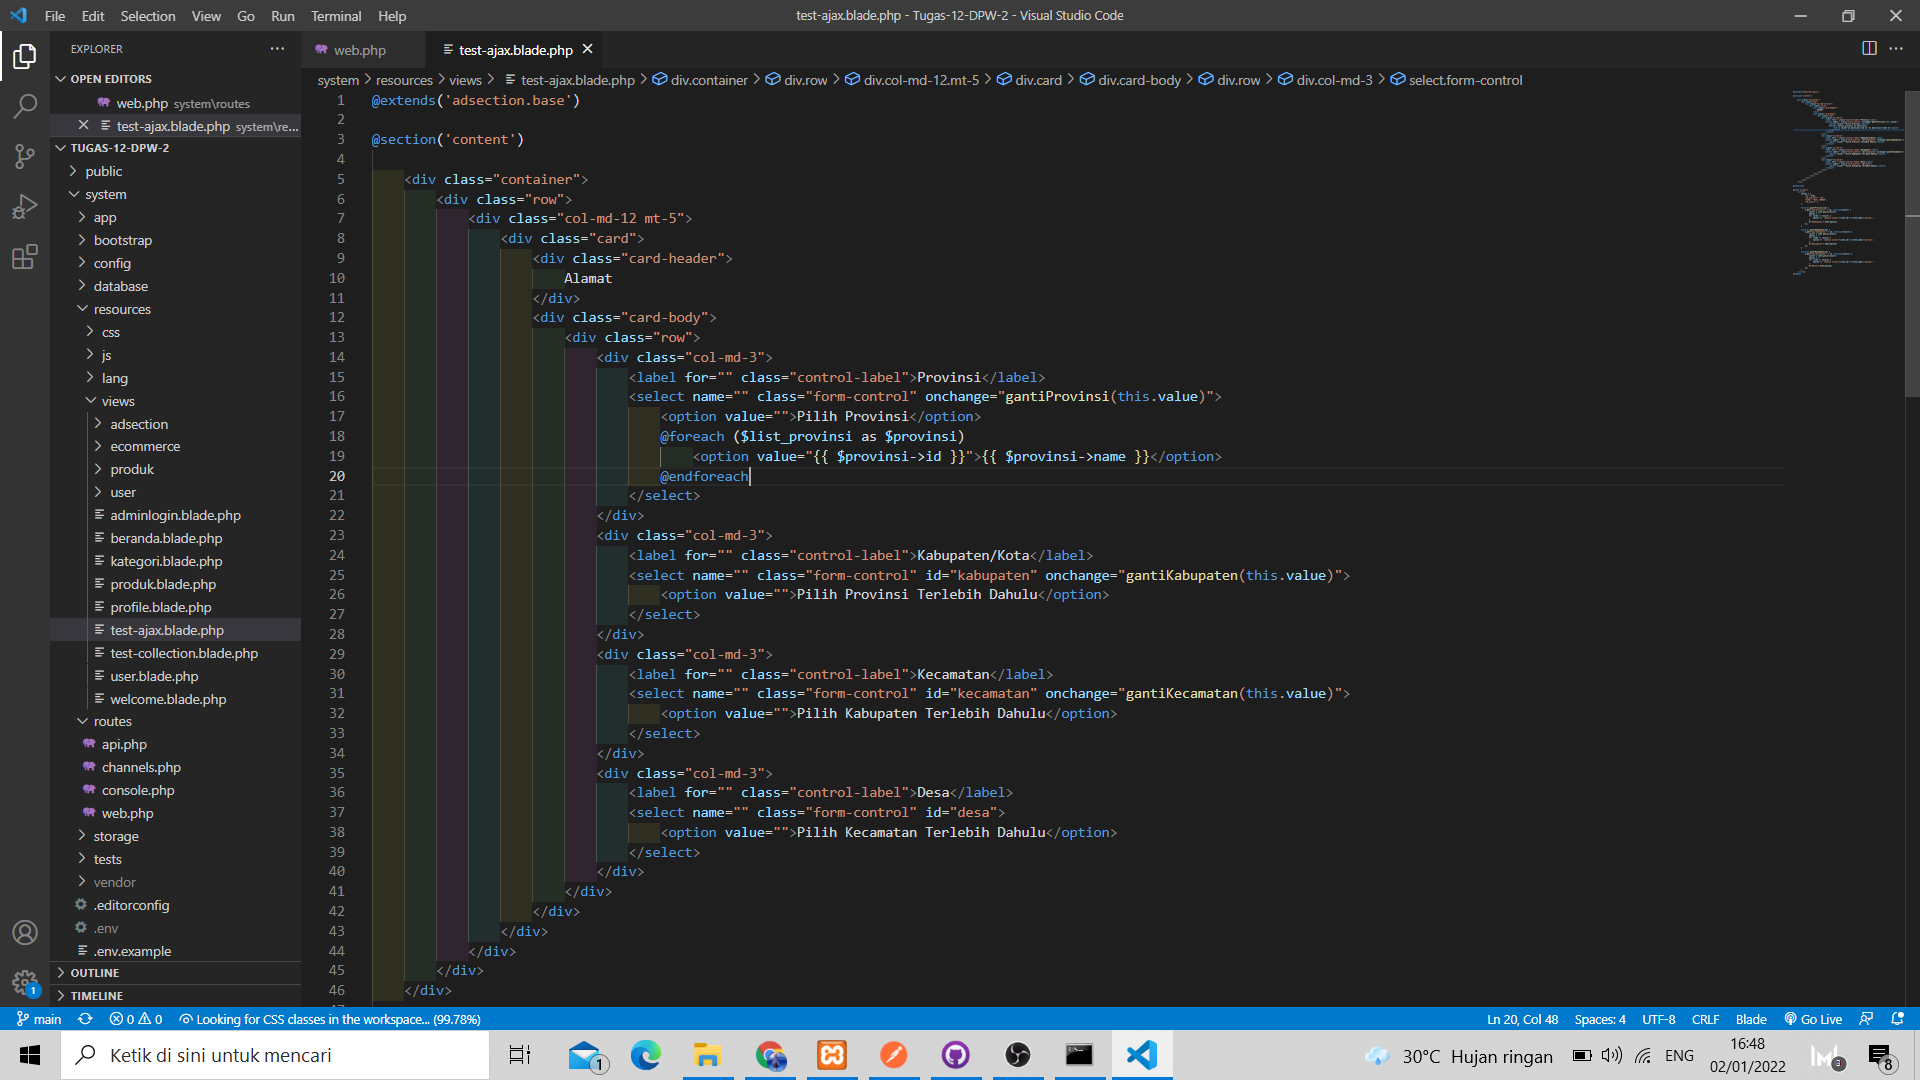 File Edit Selection View Go Run Terminal Help
test-ajax.blade.php - Tugas-12-DPW-2 - Visual Studio Code
EXPLORER
web.php
test-ajax.blade.php
system > resources > views > test-ajax.blade.php > div.container > div.row > div.col-md-12.mt-5 > div.card > div.card-body > div.row > div.col-md-3 > select.form-control
OPEN EDITORS
web.php system\routes
test-ajax.blade.php system\re...
TUGAS-12-DPW-2
public
system
app
bootstrap
config
database
resources
css
js
lang
views
adsection
ecommerce
produk
user
adminlogin.blade.php
beranda.blade.php
kategori.blade.php
produk.blade.php
profile.blade.php
test-ajax.blade.php
test-collection.blade.php
user.blade.php
welcome.blade.php
routes
api.php
channels.php
console.php
web.php
storage
tests
vendor
.editorconfig
.env
.env.example
OUTLINE
TIMELINE
1 @extends('adsection.base')
2
3 @section('content')
4
5 <div class="container">
6 <div class="row">
7 <div class="col-md-12 mt-5">
8 <div class="card">
9 <div class="card-header">
10 Alamat
11 </div>
12 <div class="card-body">
13 <div class="row">
14 <div class="col-md-3">
15 <label for="" class="control-label">Provinsi</label>
16 <select name="" class="form-control" onchange="gantiProvinsi(this.value)">
17 <option value="">Pilih Provinsi</option>
18 @foreach ($list_provinsi as $provinsi)
19 <option value="{{ $provinsi->id }}">{{ $provinsi->name }}</option>
20 @endforeach
21 </select>
22 </div>
23 <div class="col-md-3">
24 <label for="" class="control-label">Kabupaten/Kota</label>
25 <select name="" class="form-control" id="kabupaten" onchange="gantiKabupaten(this.value)">
26 <option value="">Pilih Provinsi Terlebih Dahulu</option>
27 </select>
28 </div>
29 <div class="col-md-3">
30 <label for="" class="control-label">Kecamatan</label>
31 <select name="" class="form-control" id="kecamatan" onchange="gantiKecamatan(this.value)">
32 <option value="">Pilih Kabupaten Terlebih Dahulu</option>
33 </select>
34 </div>
35 <div class="col-md-3">
36 <label for="" class="control-label">Desa</label>
37 <select name="" class="form-control" id="desa">
38 <option value="">Pilih Kecamatan Terlebih Dahulu</option>
39 </select>
40 </div>
41 </div>
42 </div>
43 </div>
44 </div>
45 </div>
46 </div>
1
main 0 0 Looking for CSS classes in the workspace... (99.78%)
Ln 20, Col 48 Spaces: 4 UTF-8 CRLF Blade Go Live
Ketik di sini untuk mencari
1
30°C Hujan ringan
ENG
16:48
02/01/2022
3
8